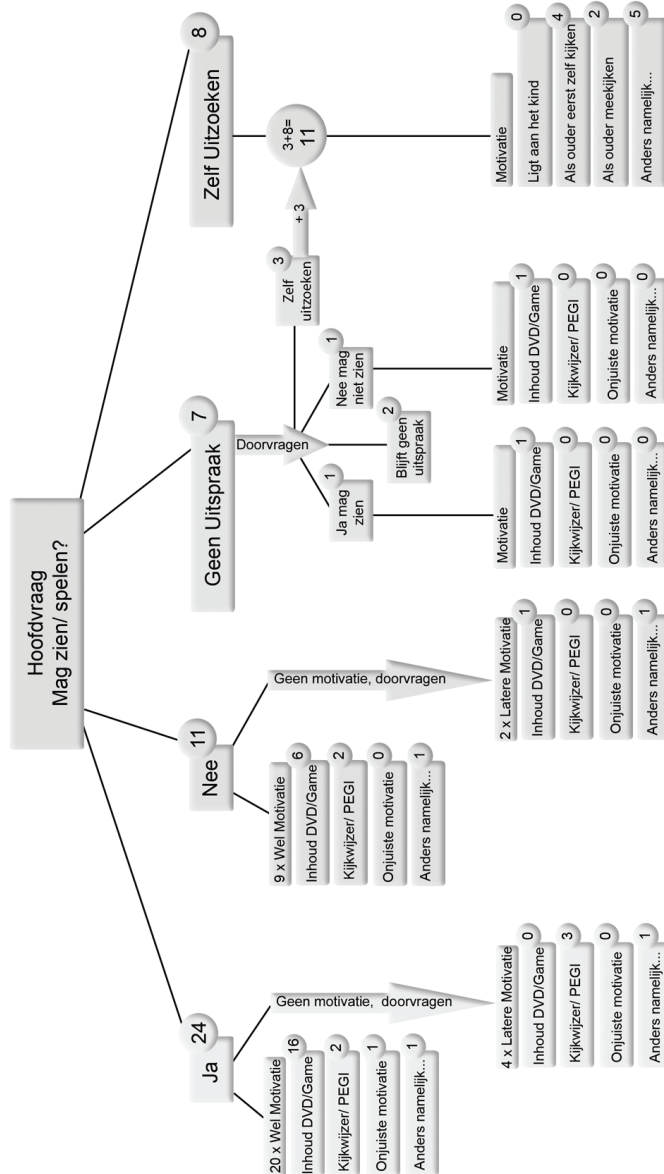 Hoofdvraag
Mag zien/ spelen?
Ja
24
20 x Wel Motivatie
Inhoud DVD/Game
16
Kijkwijzer/ PEGI
2
Onjuiste motivatie
1
Anders namelijk...
1
Geen motivatie, doorvragen
4 x Latere Motivatie
Inhoud DVD/Game
0
Kijkwijzer/ PEGI
3
Onjuiste motivatie
0
Anders namelijk...
1
Nee
11
9 x Wel Motivatie
Inhoud DVD/Game
6
Kijkwijzer/ PEGI
2
Onjuiste motivatie
0
Anders namelijk...
1
Geen motivatie, doorvragen
2 x Latere Motivatie
Inhoud DVD/Game
1
Kijkwijzer/ PEGI
0
Onjuiste motivatie
0
Anders namelijk...
1
Geen Uitspraak
7
Doorvragen
Ja mag
zien
1
Motivatie
Inhoud DVD/Game
1
Kijkwijzer/ PEGI
0
Onjuiste motivatie
0
Anders namelijk...
0
Blijft geen
uitspraak
2
Nee mag
niet zien
1
Motivatie
Inhoud DVD/Game
1
Kijkwijzer/ PEGI
0
Onjuiste motivatie
0
Anders namelijk...
0
Zelf
uitzoeken
3
+ 3
Zelf Uitzoeken
8
3+8=
11
Motivatie
Ligt aan het kind
0
Als ouder eerst zelf kijken
4
Als ouder meekijken
2
Anders namelijk...
5